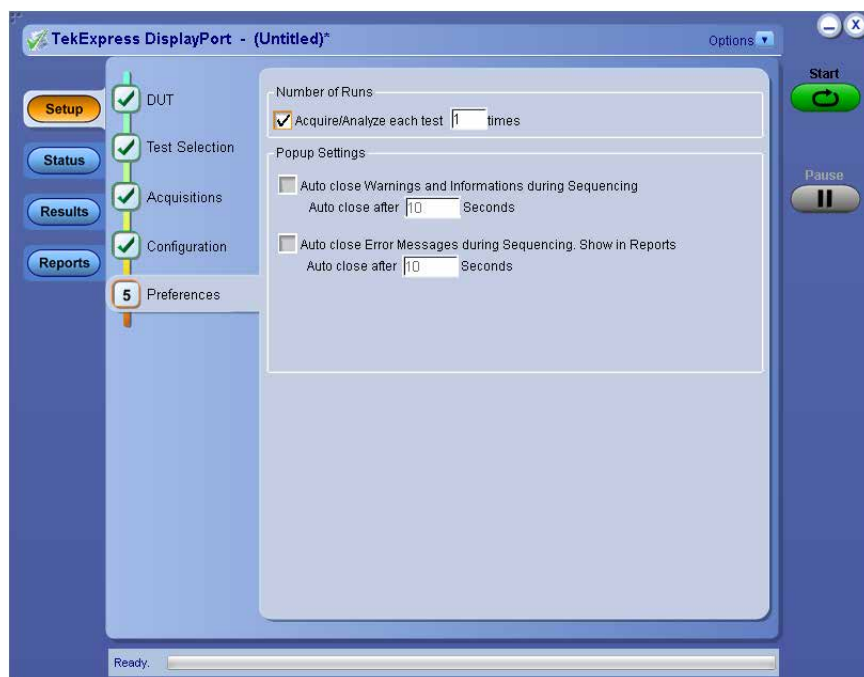 TekExpress DisplayPort - (Untitled)*
Options
Setup
Status
Results
Reports
DUT
Test Selection
Acquisitions
Configuration
5 Preferences
Number of Runs
Acquire/Analyze each test 1 times
Popup Settings
Auto close Warnings and Informations during Sequencing
Auto close after 10 Seconds
Auto close Error Messages during Sequencing. Show in Reports
Auto close after 10 Seconds
Start
Pause
Ready.